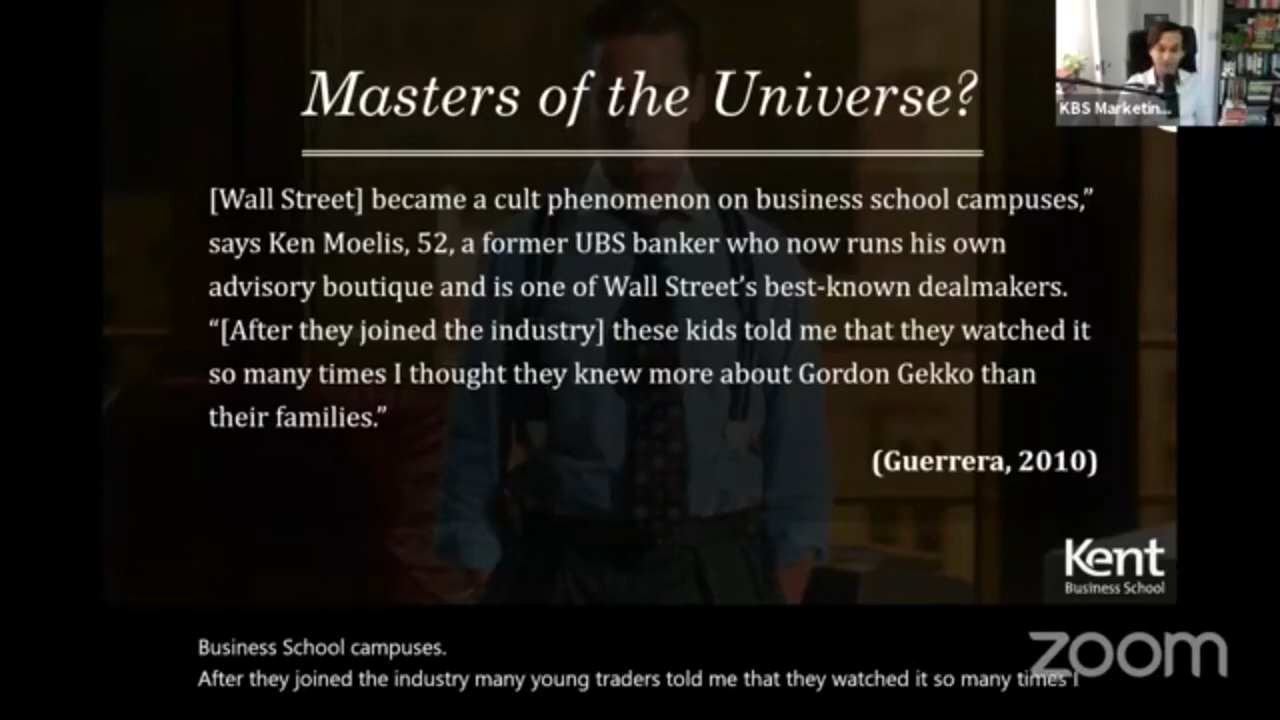 Masters of the Universe?
KBS Marketin...
[Wall Street] became a cult phenomenon on business school campuses,”
says Ken Moelis, 52, a former UBS banker who now runs his own
advisory boutique and is one of Wall Street’s best-known dealmakers.
“[After they joined the industry] these kids told me that they watched it
so many times I thought they knew more about Gordon Gekko than
their families.”
(Guerrera, 2010)
Kent
Business School
Business School campuses.
After they joined the industry many young traders told me that they watched it so many times I
zoom